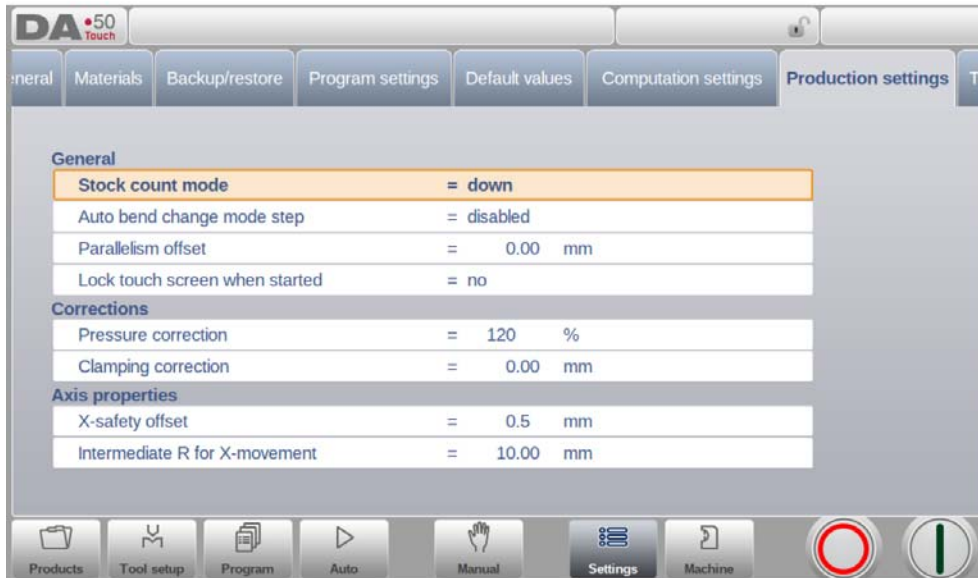 DA•50
Touch
eneral Materials Backup/restore Program settings Default values Computation settings Production settings T
General
Stock count mode = down
Auto bend change mode step = disabled
Parallelism offset = 0.00 mm
Lock touch screen when started = no
Corrections
Pressure correction = 120 %
Clamping correction = 0.00 mm
Axis properties
X-safety offset = 0.5 mm
Intermediate R for X-movement = 10.00 mm
Products Tool setup Program Auto Manual Settings Machine